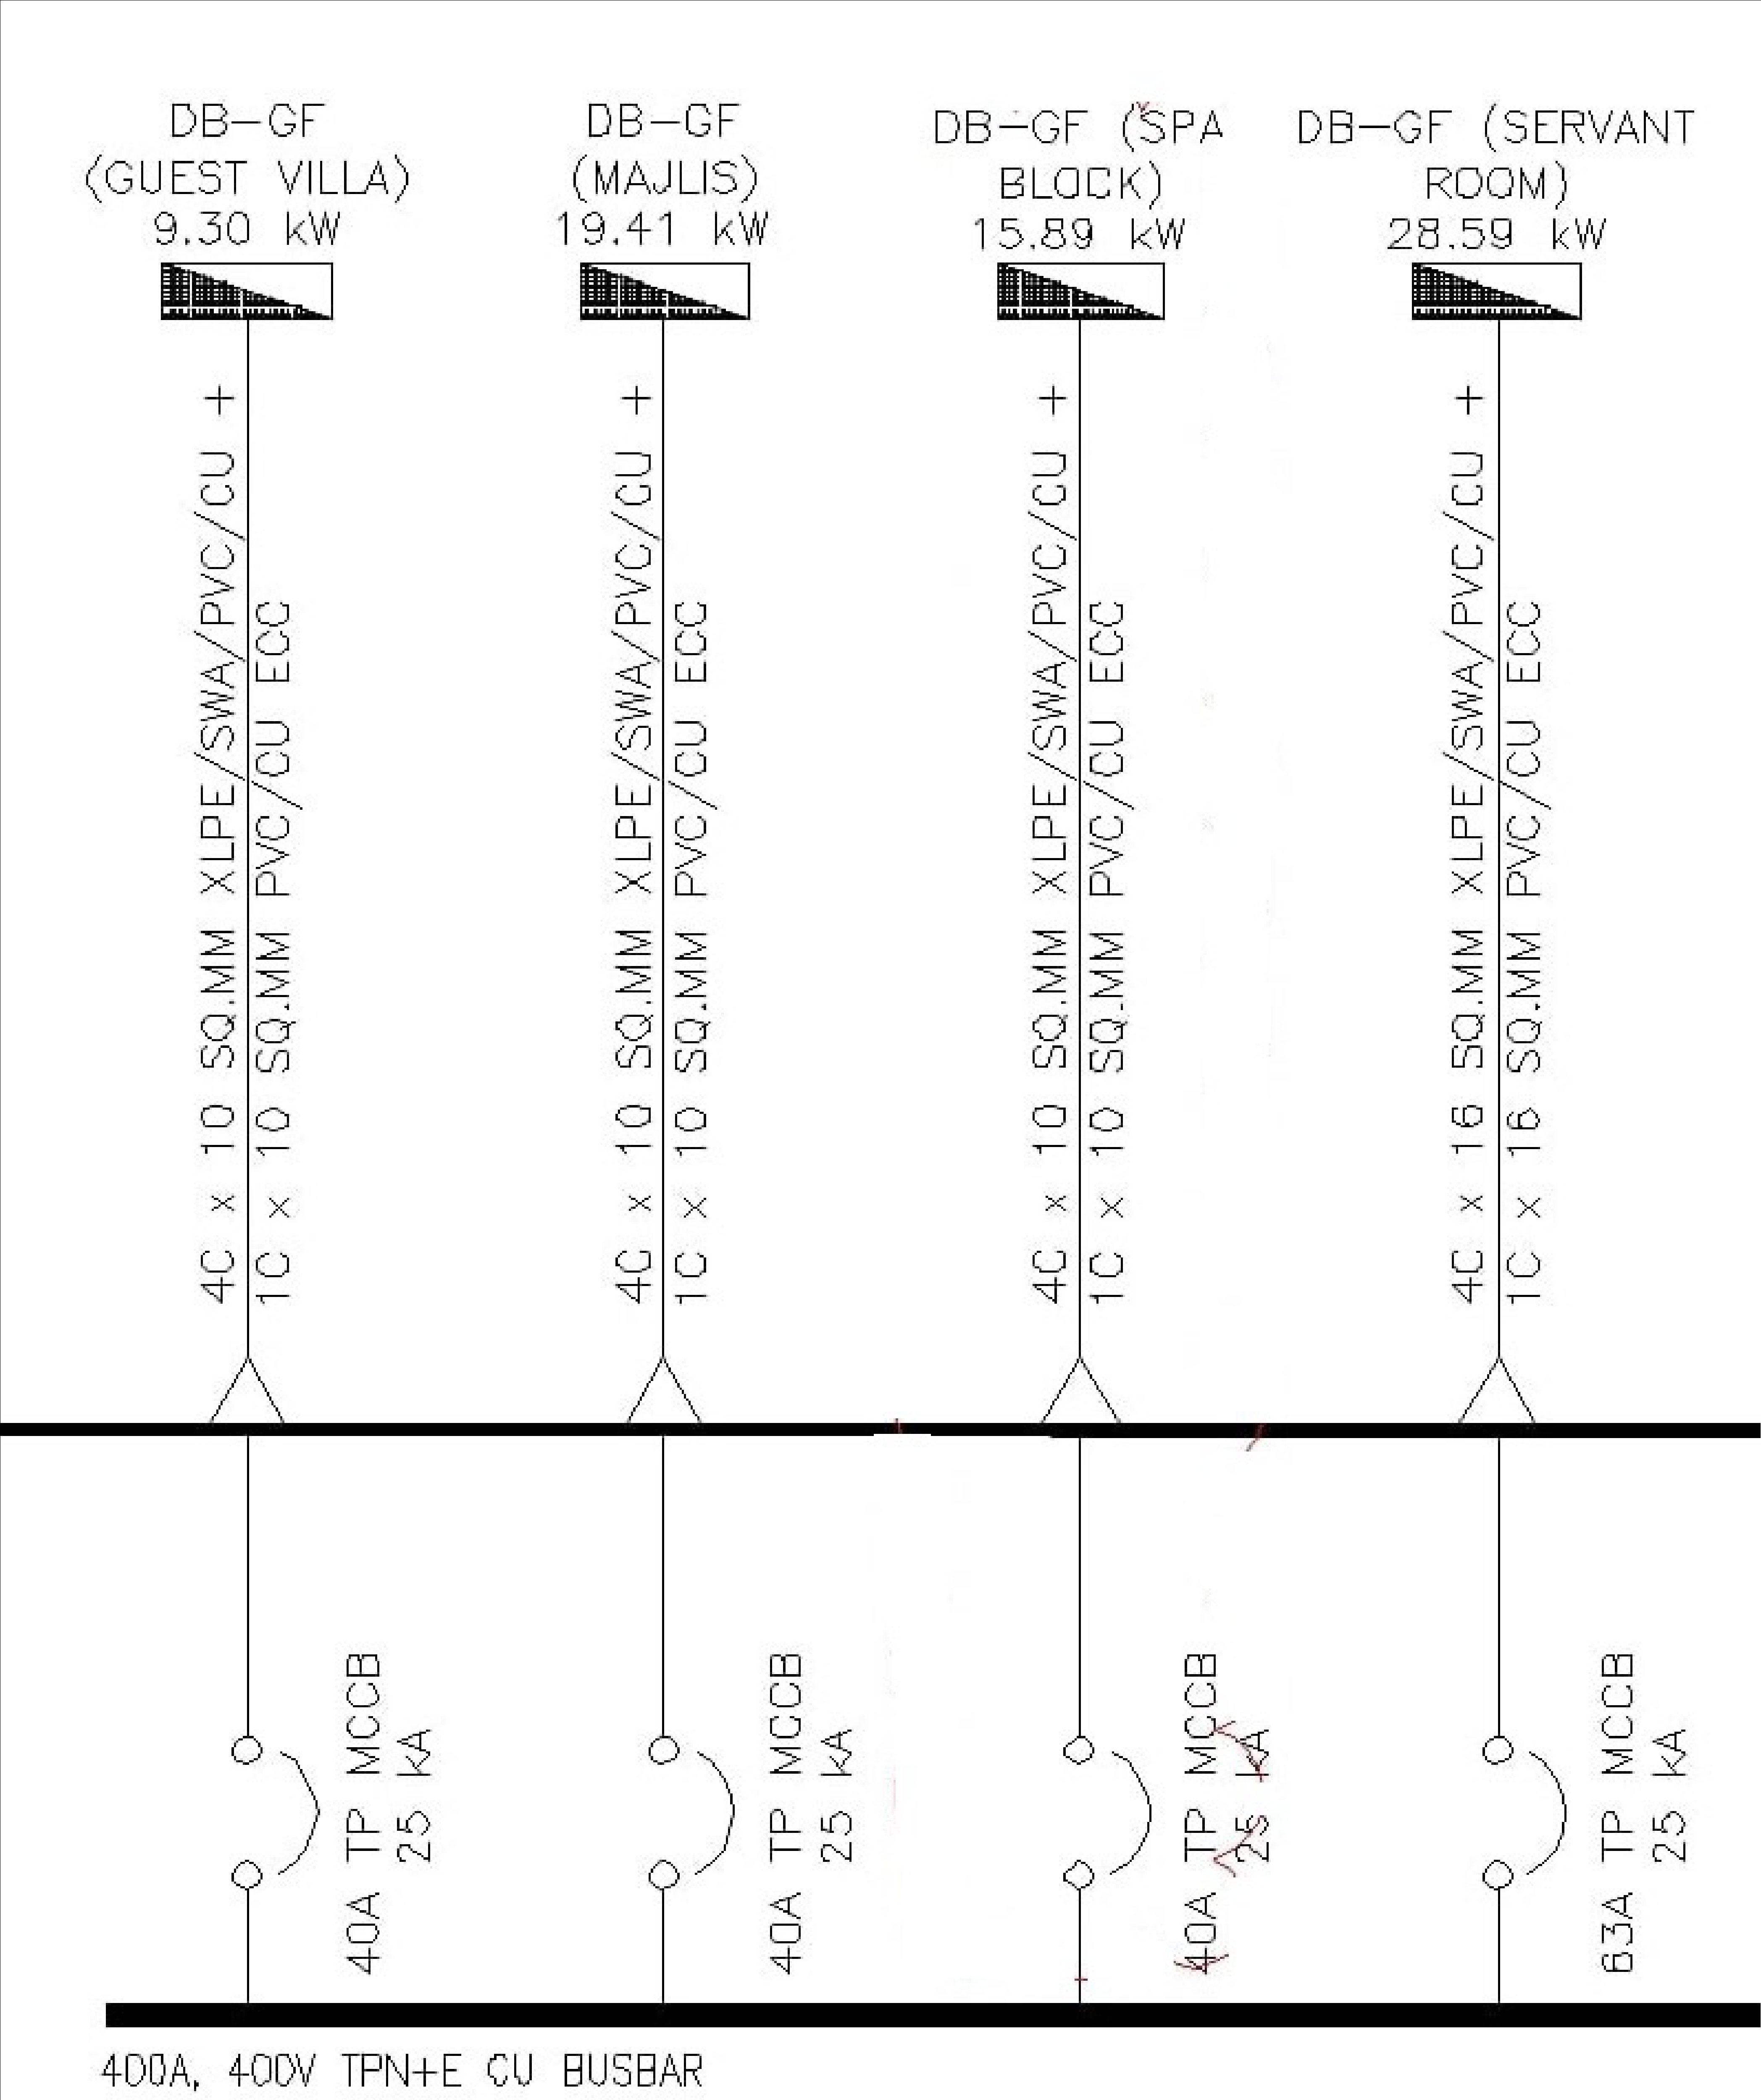 DB-GF
(GUEST VILLA)
9.30 kW
DB-GF
(MAJLIS)
19.41 kW
DB-GF (SPA
BLOCK)
15.89 kW
DB-GF (SERVANT
ROOM)
28.59 kW
4C x 10 SQ.MM XLPE/SWA/PVC/CU +
1C x 10 SQ.MM PVC/CU ECC
4C x 10 SQ.MM XLPE/SWA/PVC/CU +
1C x 10 SQ.MM PVC/CU ECC
4C x 10 SQ.MM XLPE/SWA/PVC/CU +
1C x 10 SQ.MM PVC/CU ECC
4C x 16 SQ.MM XLPE/SWA/PVC/CU +
1C x 16 SQ.MM PVC/CU ECC
40A TP MCCB
25 kA
40A TP MCCB
25 kA
40A TP MCCB
25 kA
63A TP MCCB
25 kA
400A, 400V TPN+E CU BUSBAR